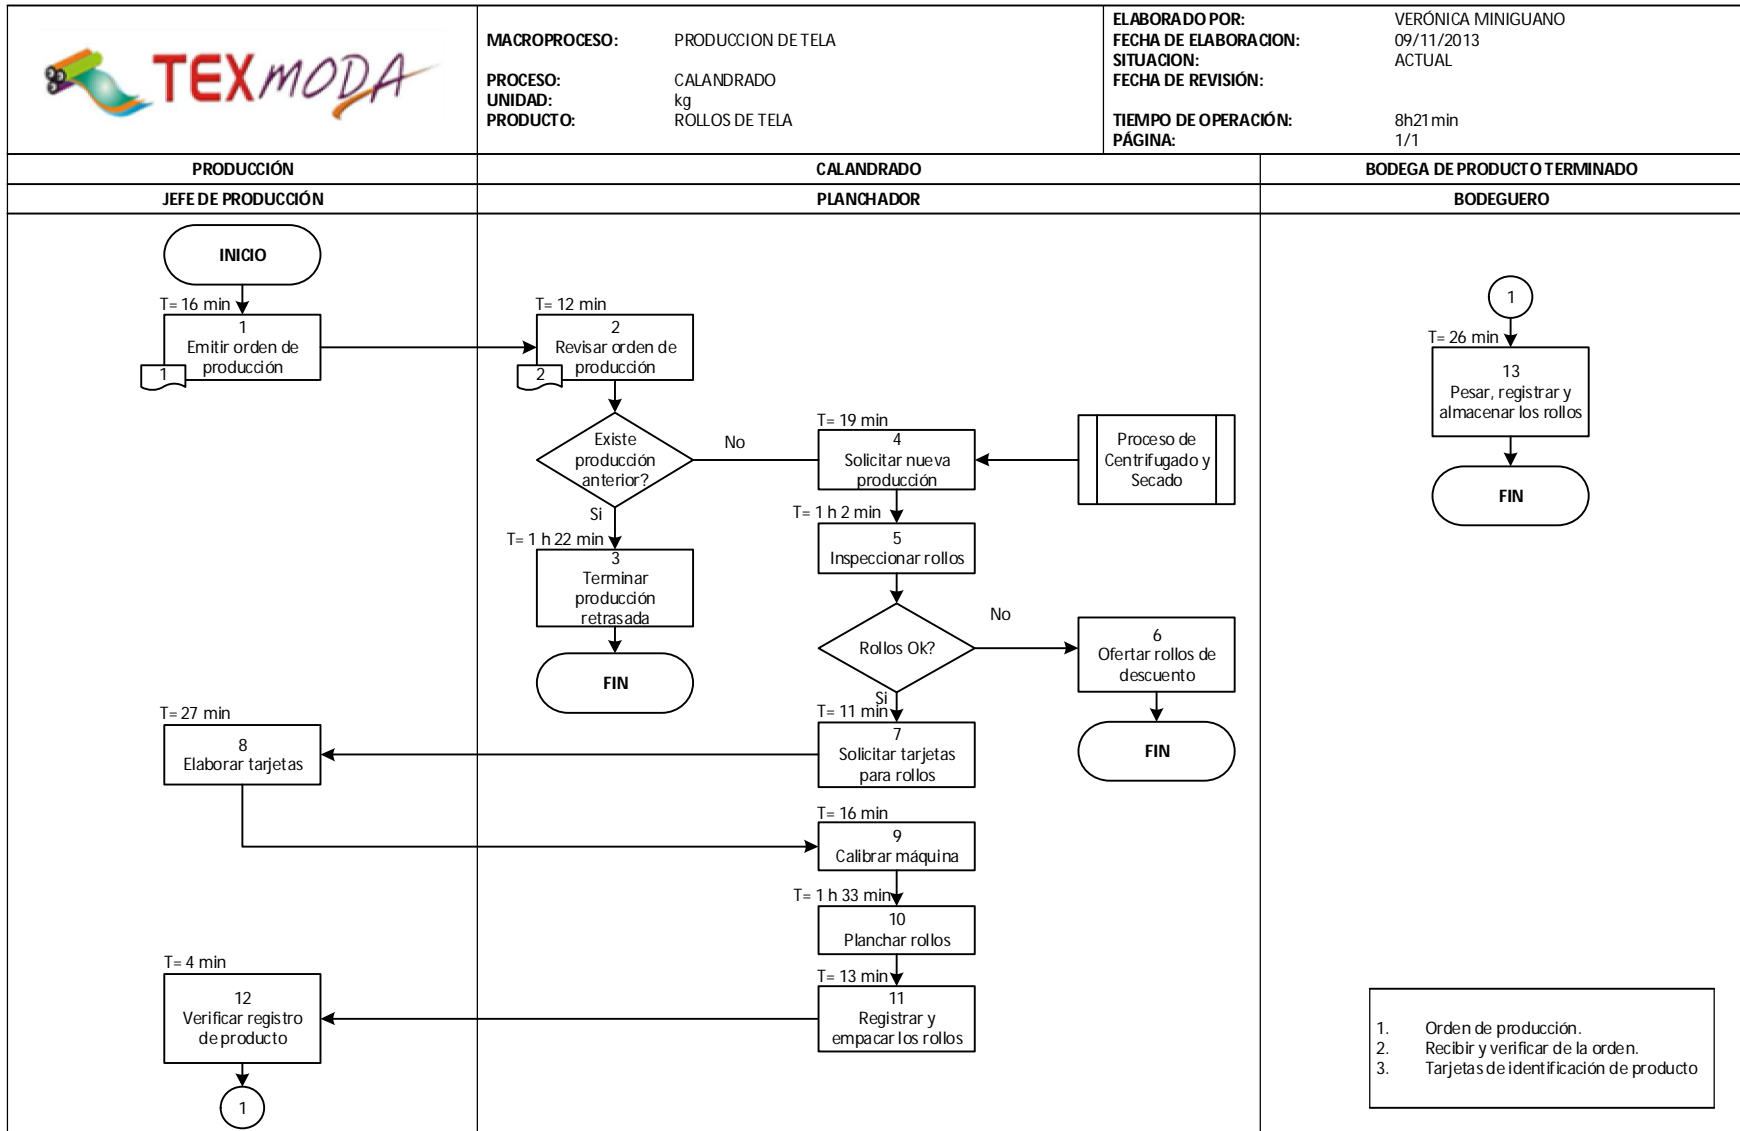 TEXMODA
MACROPROCESO: PRODUCCION DE TELA
PROCESO: CALANDRADO
UNIDAD: kg
PRODUCTO: ROLLOS DE TELA
ELABORADO POR: VERÓNICA MINIGUANO
FECHA DE ELABORACION: 09/11/2013
SITUACION: ACTUAL
FECHA DE REVISIÓN:
TIEMPO DE OPERACIÓN: 8h21min
PÁGINA: 1/1
PRODUCCIÓN
CALANDRADO
BODEGA DE PRODUCTO TERMINADO
JEFE DE PRODUCCIÓN
PLANCHADOR
BODEGUERO
INICIO
T= 16 min
1
Emitir orden de
producción
1
T= 12 min
2
Revisar orden de
producción
2
Existe
producción
anterior?
No
Si
T= 1 h 22 min
3
Terminar
producción
retrasada
FIN
T= 19 min
4
Solicitar nueva
producción
Proceso de
Centrifugado y
Secado
T= 1 h 2 min
5
Inspeccionar rollos
Rollos Ok?
No
6
Ofertar rollos de
descuento
FIN
Si
T= 11 min
7
Solicitar tarjetas
para rollos
T= 27 min
8
Elaborar tarjetas
T= 16 min
9
Calibrar máquina
T= 1 h 33 min
10
Planchar rollos
T= 13 min
11
Registrar y
empacar los rollos
T= 4 min
12
Verificar registro
de producto
1
1
T= 26 min
13
Pesar, registrar y
almacenar los rollos
FIN
1. Orden de producción.
2. Recibir y verificar de la orden.
3. Tarjetas de identificación de producto